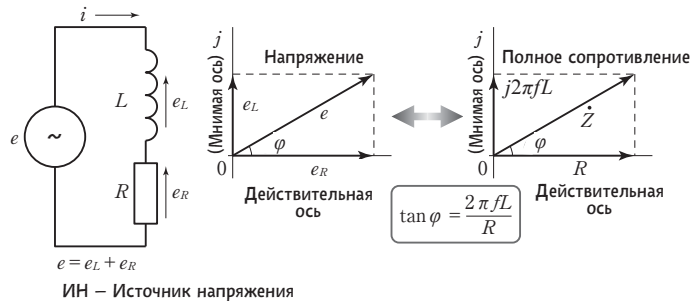 i
L
e_L
e
~
R
e_R
e = e_L + e_R
ИН – Источник напряжения
j
(Мнимая ось)
Напряжение
e_L
e
φ
0
e_R
Действительная
ось
j
(Мнимая ось)
Полное сопротивление
j2πfL
Ż
φ
0
R
Действительная
ось
tan φ = 2πfL / R